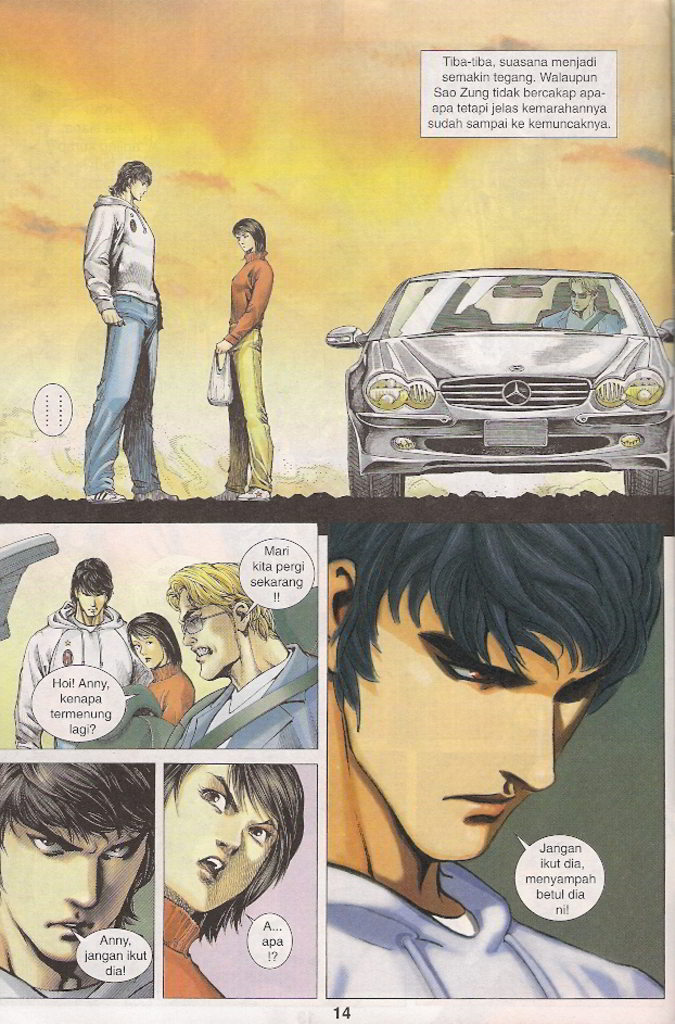 Tiba-tiba, suasana menjadi
semakin tegang. Walaupun
Sao Zung tidak bercakap apa-
apa tetapi jelas kemarahannya
sudah sampai ke kemuncaknya.
Mari
kita pergi
sekarang
!!
Hoi! Anny,
kenapa
termenung
lagi?
Anny,
jangan ikut
dia!
A...
apa
!?
Jangan
ikut dia,
menyampah
betul dia
ni!
14